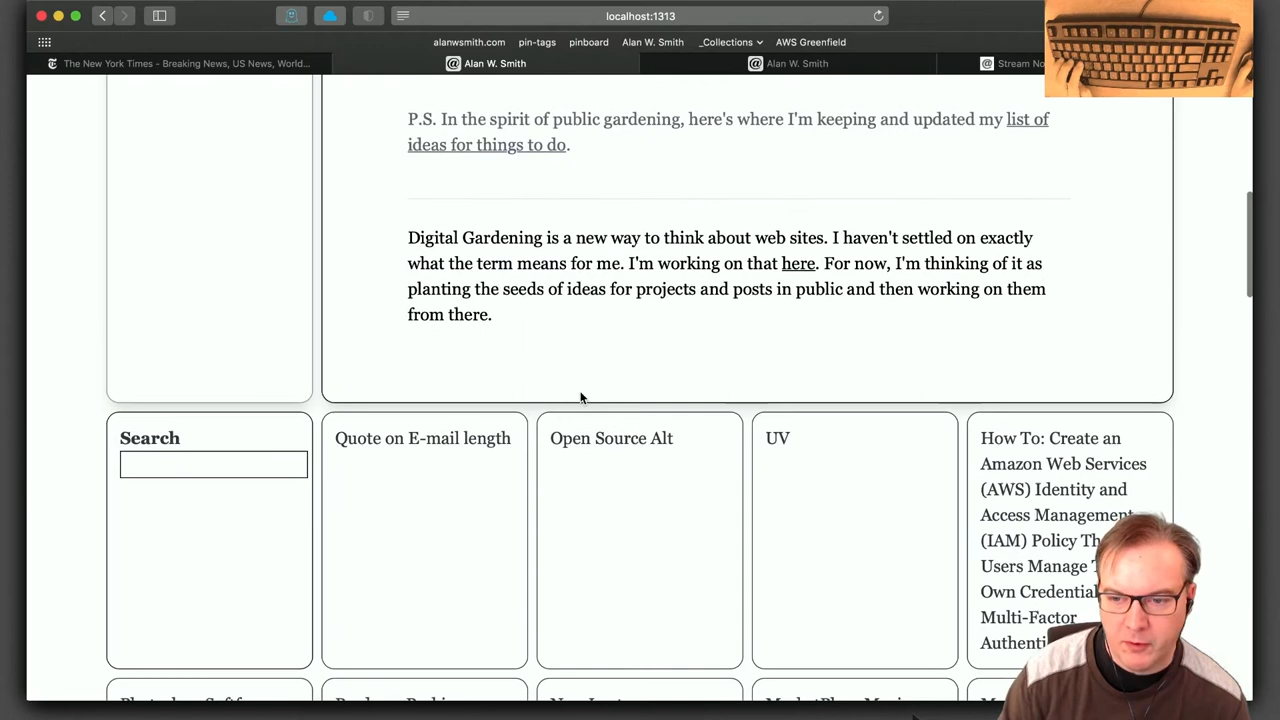 localhost:1313
alanwsmith.com pin-tags pinboard Alan W. Smith _Collections AWS Greenfield
The New York Times - Breaking News, US News, World...
Alan W. Smith
Alan W. Smith
Stream No
P.S. In the spirit of public gardening, here's where I'm keeping and updated my list of
ideas for things to do.
Digital Gardening is a new way to think about web sites. I haven't settled on exactly
what the term means for me. I'm working on that here. For now, I'm thinking of it as
planting the seeds of ideas for projects and posts in public and then working on them
from there.
Search
Quote on E-mail length
Open Source Alt
UV
How To: Create an
Amazon Web Services
(AWS) Identity and
Access Management
(IAM) Policy Th
Users Manage
Own Credential
Multi-Factor
Authenti